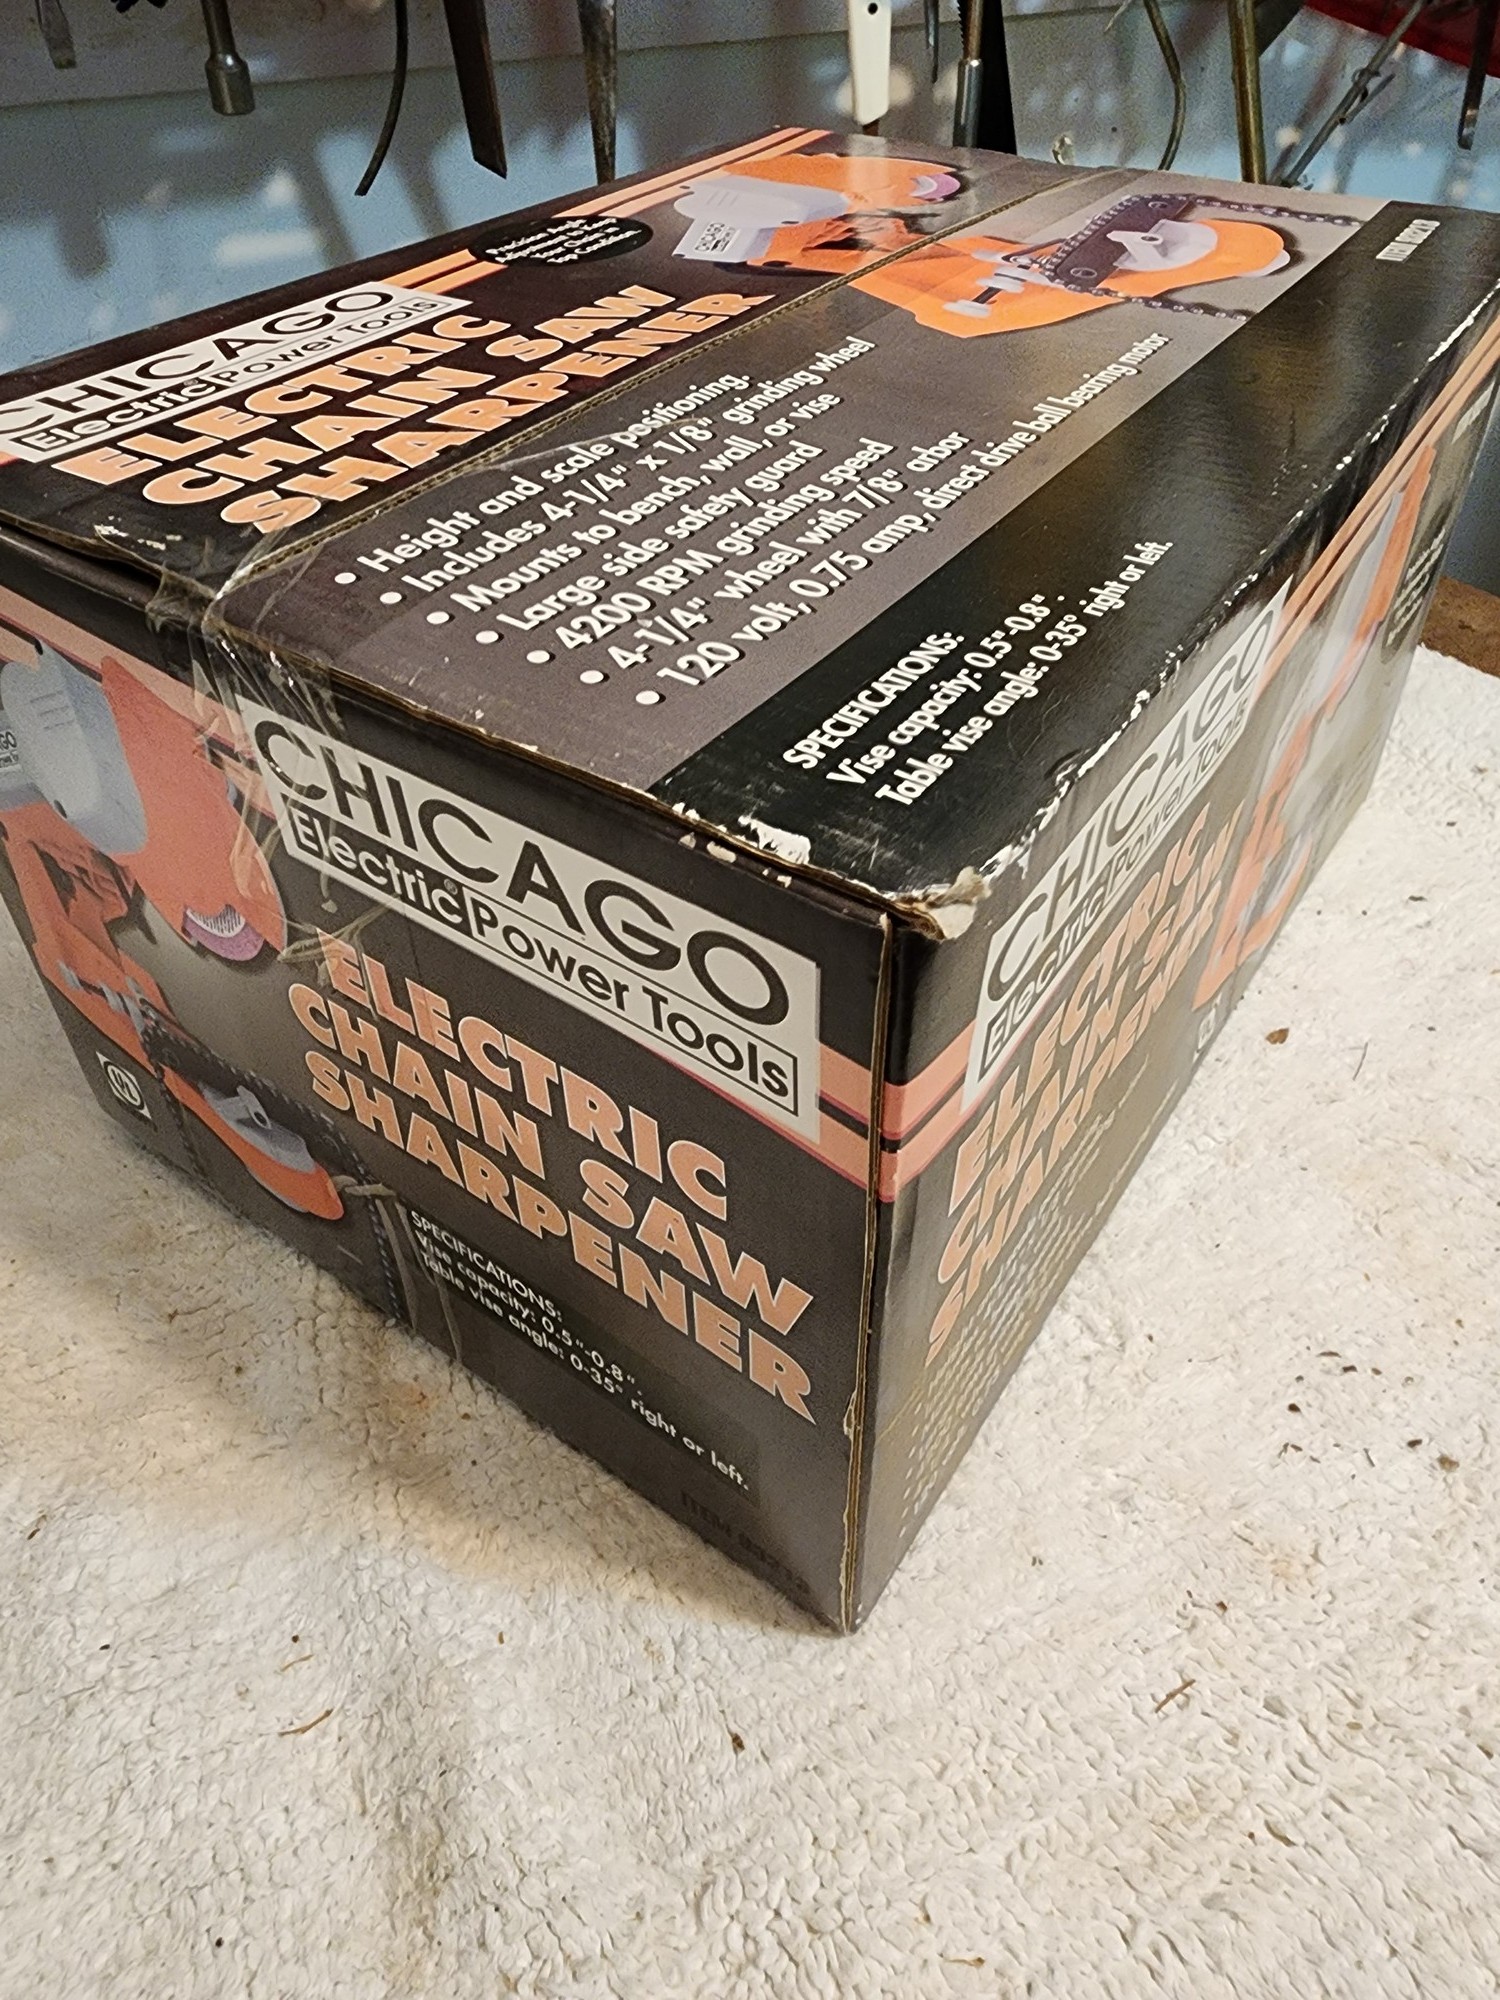 CHICAGO
Electric® Power Tools
ELECTRIC
CHAIN SAW
SHARPENER
CHICAGO
• Height and scale positioning.
• Includes 4-1/4" x 1/8" grinding wheel
• Mounts to bench, wall, or vise
• Large side safety guard
• 4200 RPM grinding speed
• 4-1/4" wheel with 7/8" arbor
• 120 volt, 0.75 amp, direct drive ball bearing motor
SPECIFICATIONS:
Vise capacity: 0.5"-0.8".
Table vise angle: 0-35° right or left.
CHICAGO
Electric® Power Tools
ELECTRIC
CHAIN SAW
SHARPENER
SPECIFICATIONS:
Vise capacity: 0.5"-0.8".
Table vise angle: 0-35° right or left.
UL
CHICAGO
Electric Power Tools
ELECTRIC
CHAIN SAW
SHARPENER